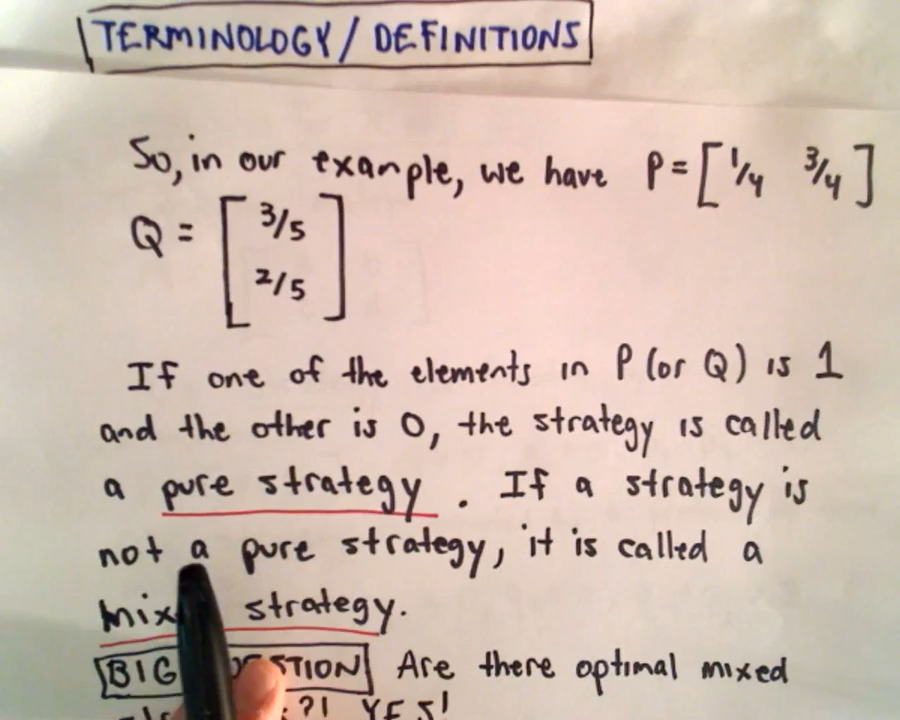 TERMINOLOGY/ DEFINITIONS
So, in our example, we have P = [ 1/4 3/4 ]
Q = [ 3/5
2/5 ]
If one of the elements in P (or Q) is 1
and the other is 0, the strategy is called
a pure strategy. If a strategy is
not a pure strategy, it is called a
strategy.
BIG Are there optimal mixed
?! YES!